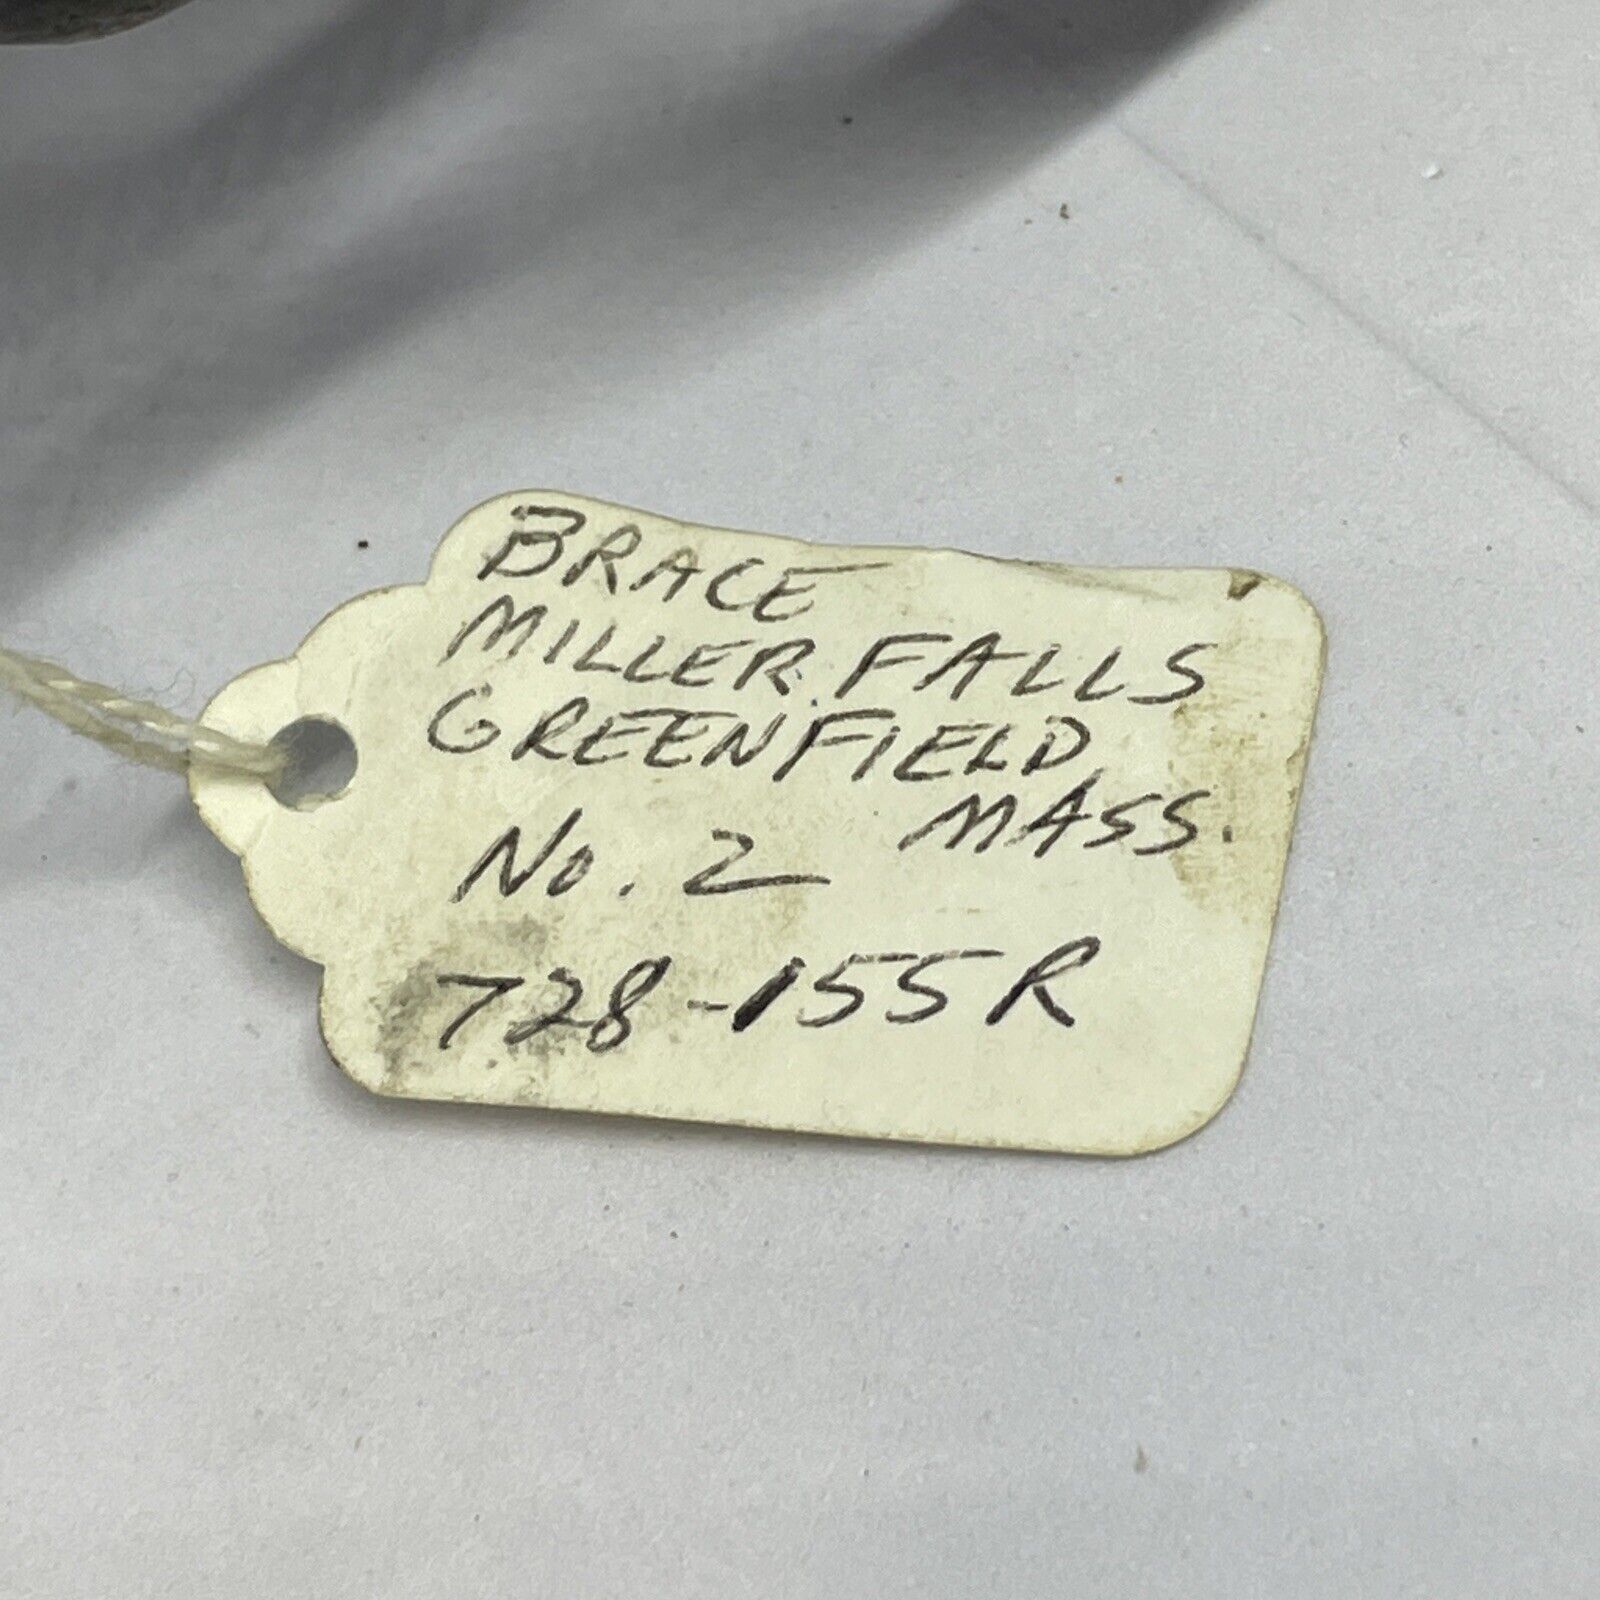 BRACE
MILLER FALLS
GREENFIELD,
MASS.
No. 2
728-155R